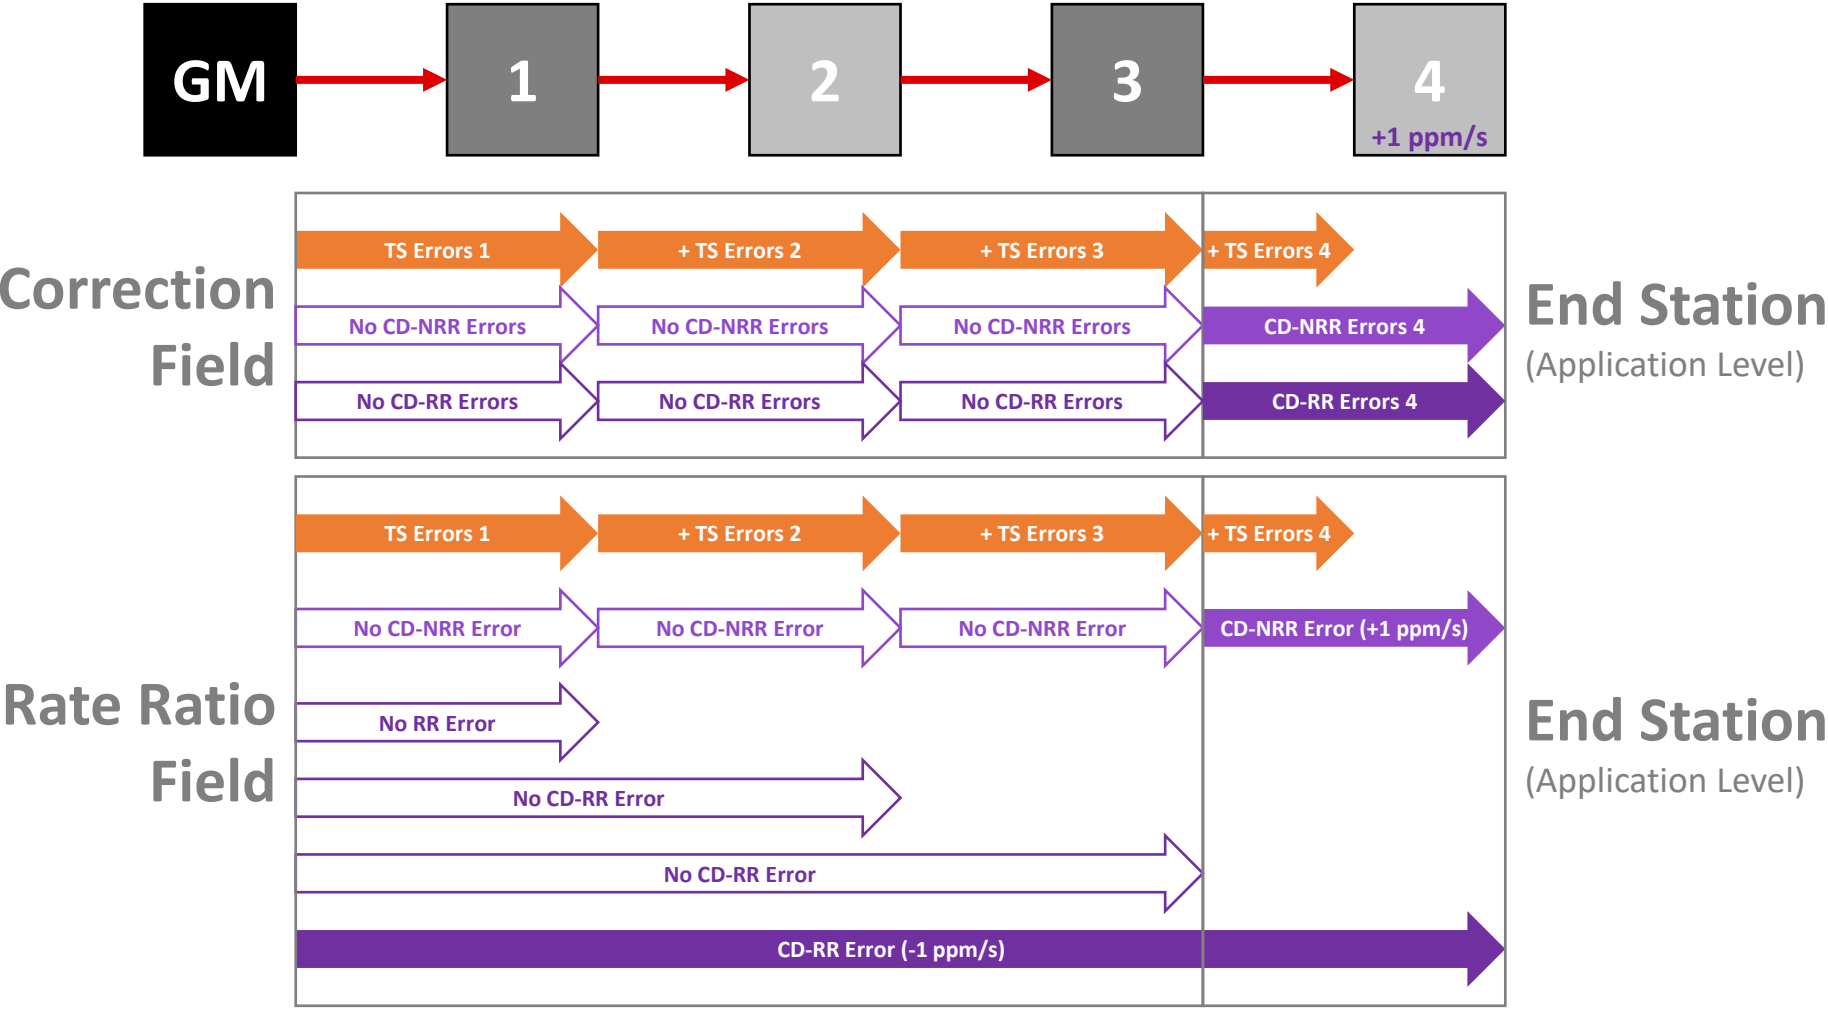 GM
1
2
3
4
+1 ppm/s
Correction
Field
TS Errors 1
+ TS Errors 2
+ TS Errors 3
+ TS Errors 4
No CD-NRR Errors
No CD-NRR Errors
No CD-NRR Errors
CD-NRR Errors 4
No CD-RR Errors
No CD-RR Errors
No CD-RR Errors
CD-RR Errors 4
End Station
(Application Level)
Rate Ratio
Field
TS Errors 1
+ TS Errors 2
+ TS Errors 3
+ TS Errors 4
No CD-NRR Error
No CD-NRR Error
No CD-NRR Error
CD-NRR Error (+1 ppm/s)
No RR Error
No CD-RR Error
No CD-RR Error
CD-RR Error (-1 ppm/s)
End Station
(Application Level)